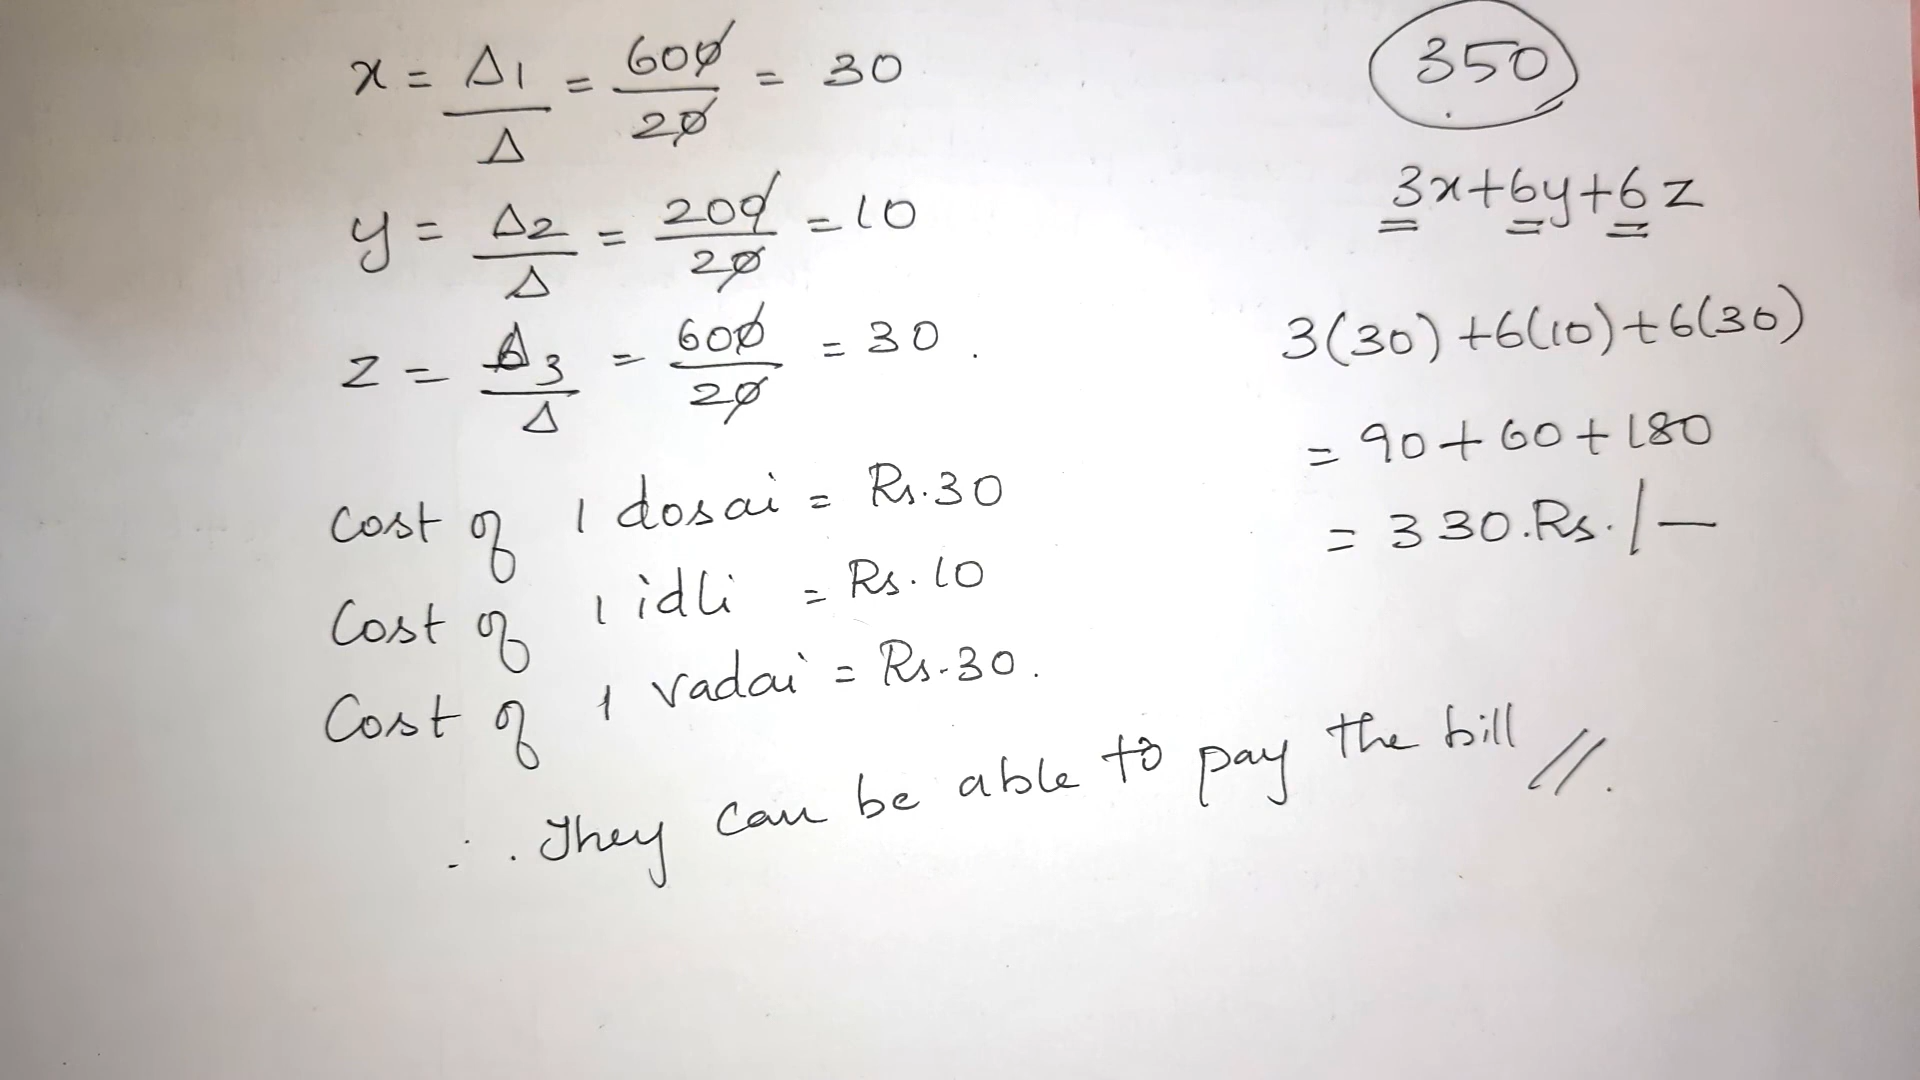 x = Δ1/Δ = 600/20 = 30
y = Δ2/Δ = 200/20 = 10
z = Δ3/Δ = 600/20 = 30.
Cost of 1 dosai = Rs.30
Cost of 1 idli = Rs.10
Cost of 1 vadai = Rs.30.
350
3x+6y+6z
3(30)+6(10)+6(30)
= 90+60+180
= 330.Rs./—
∴ They can be able to pay the bill //.